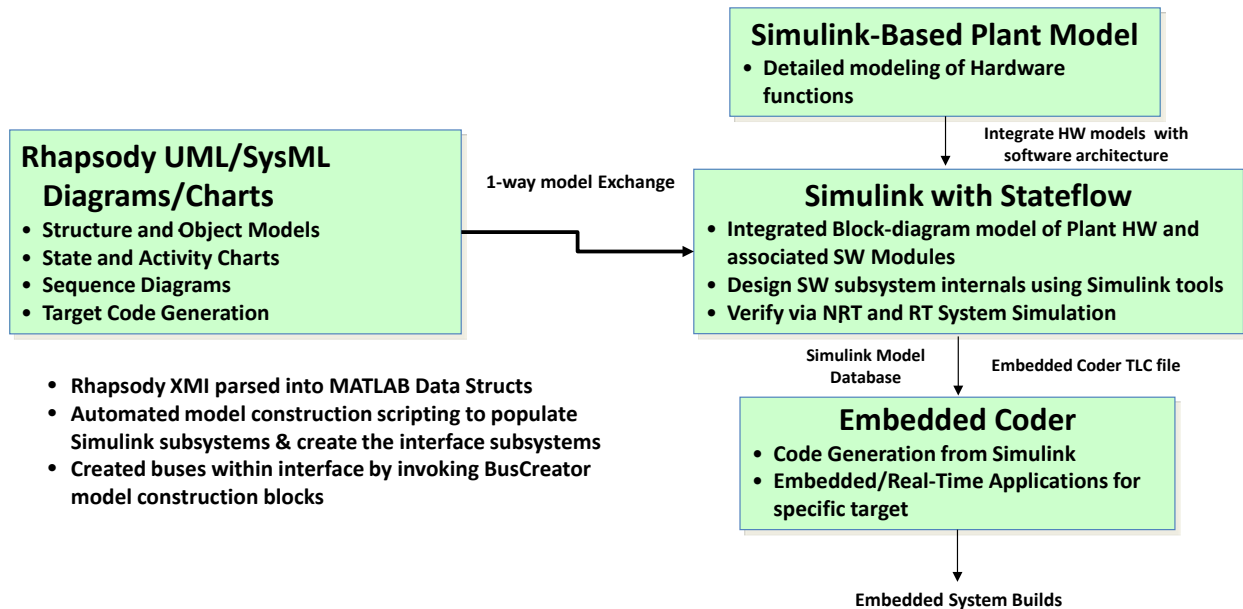 Simulink-Based Plant Model
• Detailed modeling of Hardware
functions
Integrate HW models with
software architecture
Rhapsody UML/SysML
Diagrams/Charts
• Structure and Object Models
• State and Activity Charts
• Sequence Diagrams
• Target Code Generation
1-way model Exchange
Simulink with Stateflow
• Integrated Block-diagram model of Plant HW and
associated SW Modules
• Design SW subsystem internals using Simulink tools
• Verify via NRT and RT System Simulation
Simulink Model
Database
Embedded Coder TLC file
• Rhapsody XMI parsed into MATLAB Data Structs
• Automated model construction scripting to populate
Simulink subsystems & create the interface subsystems
• Created buses within interface by invoking BusCreator
model construction blocks
Embedded Coder
• Code Generation from Simulink
• Embedded/Real-Time Applications for
specific target
Embedded System Builds